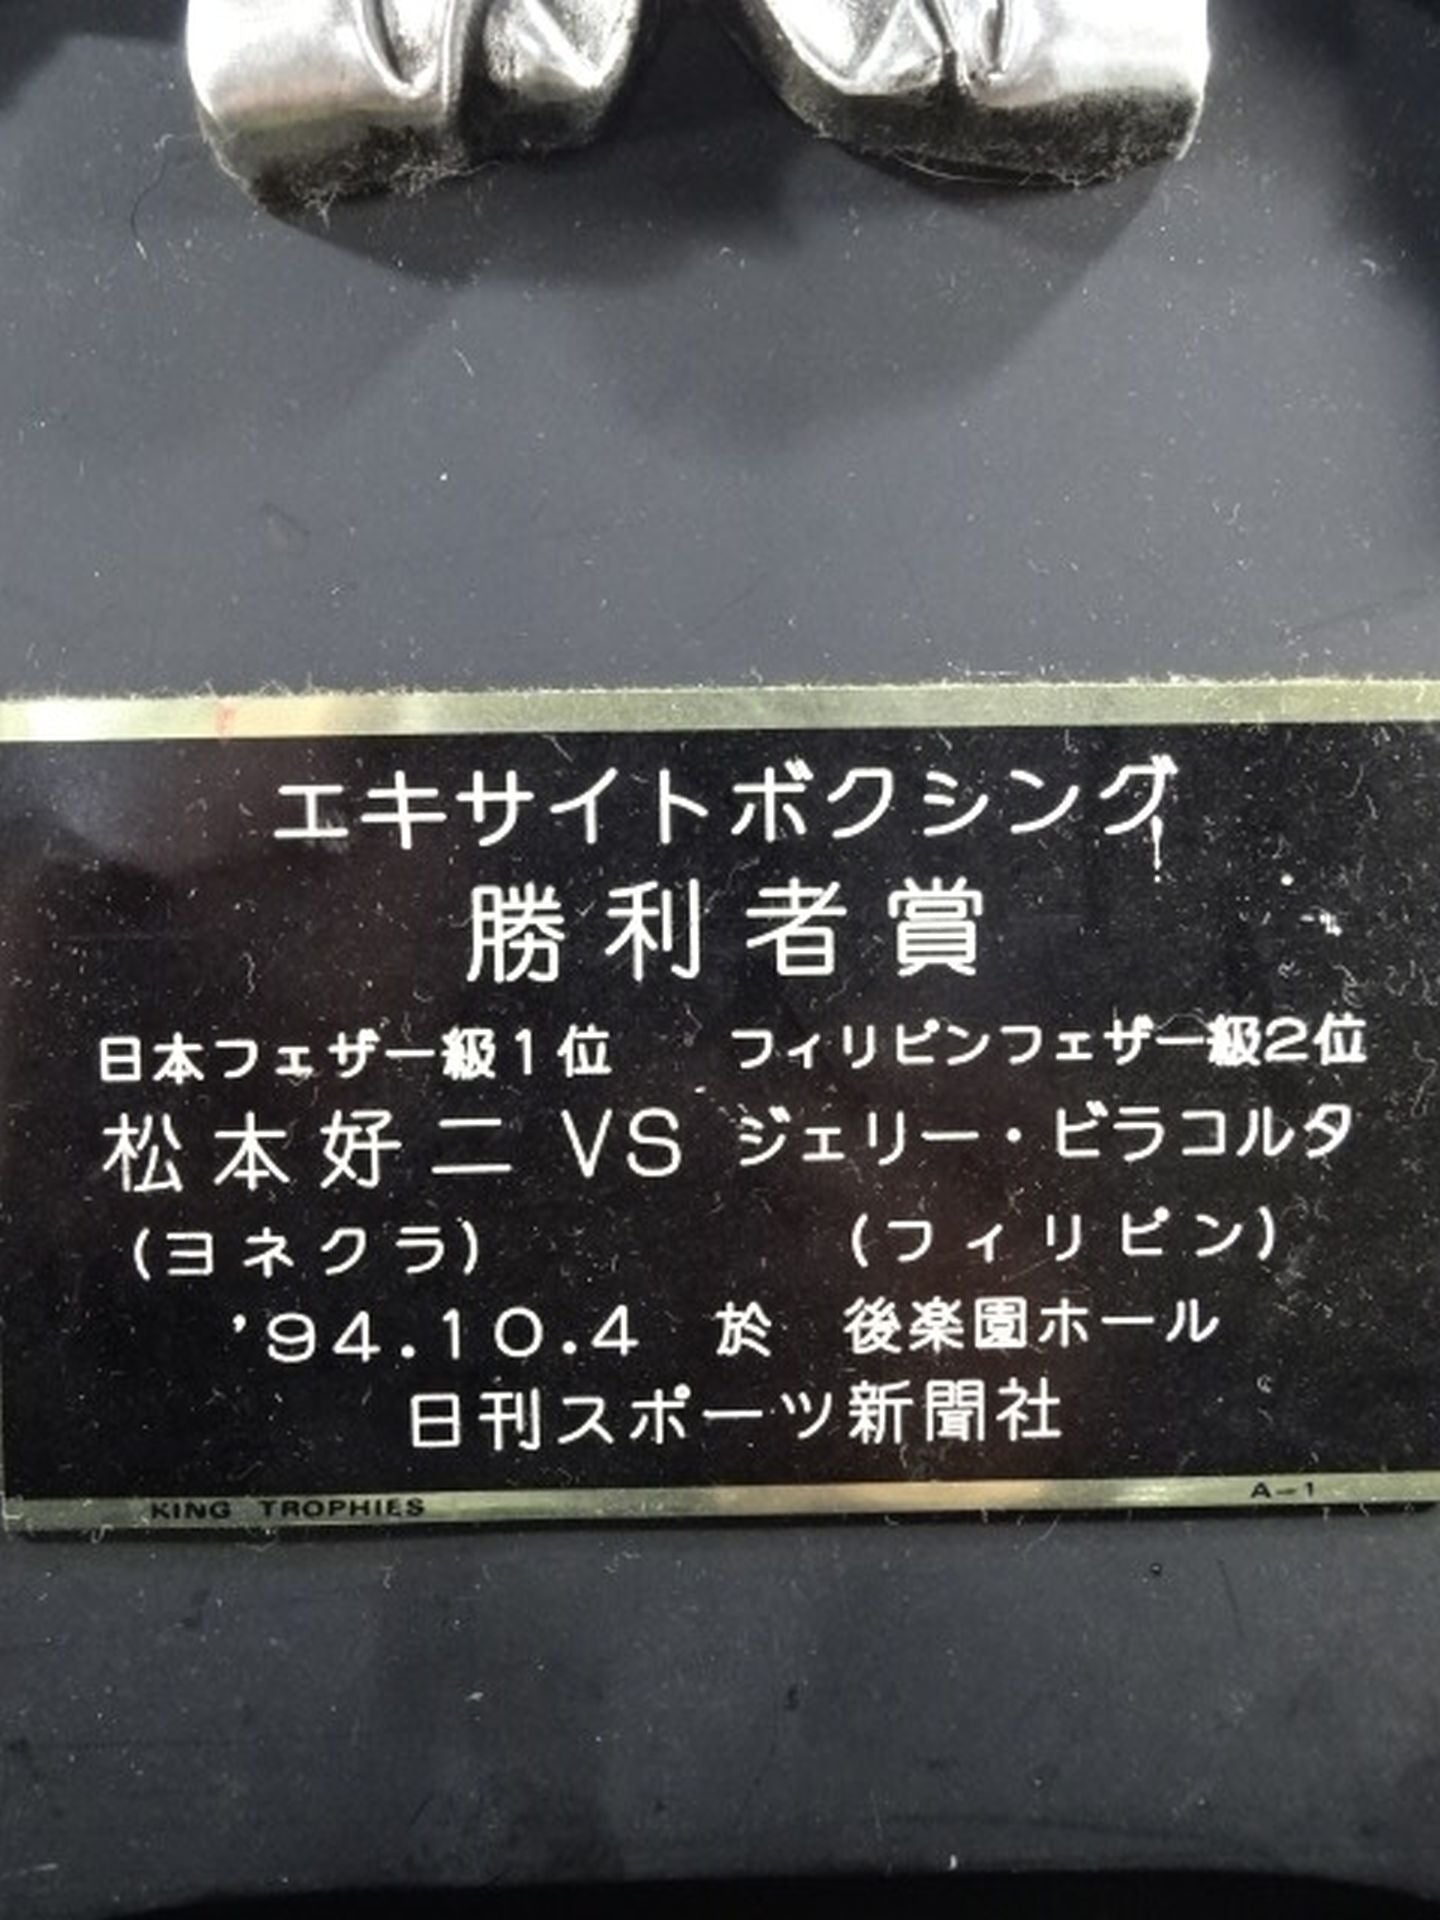 エキサイトボクシング
勝利者賞
日本フェザー級1位 フィリピンフェザー級2位
松本好二 VS ジェリー・ビラコルタ
(ヨネクラ) (フィリピン)
'94.10.4 於 後楽園ホール
日刊スポーツ新聞社
KING TROPHIES A-1